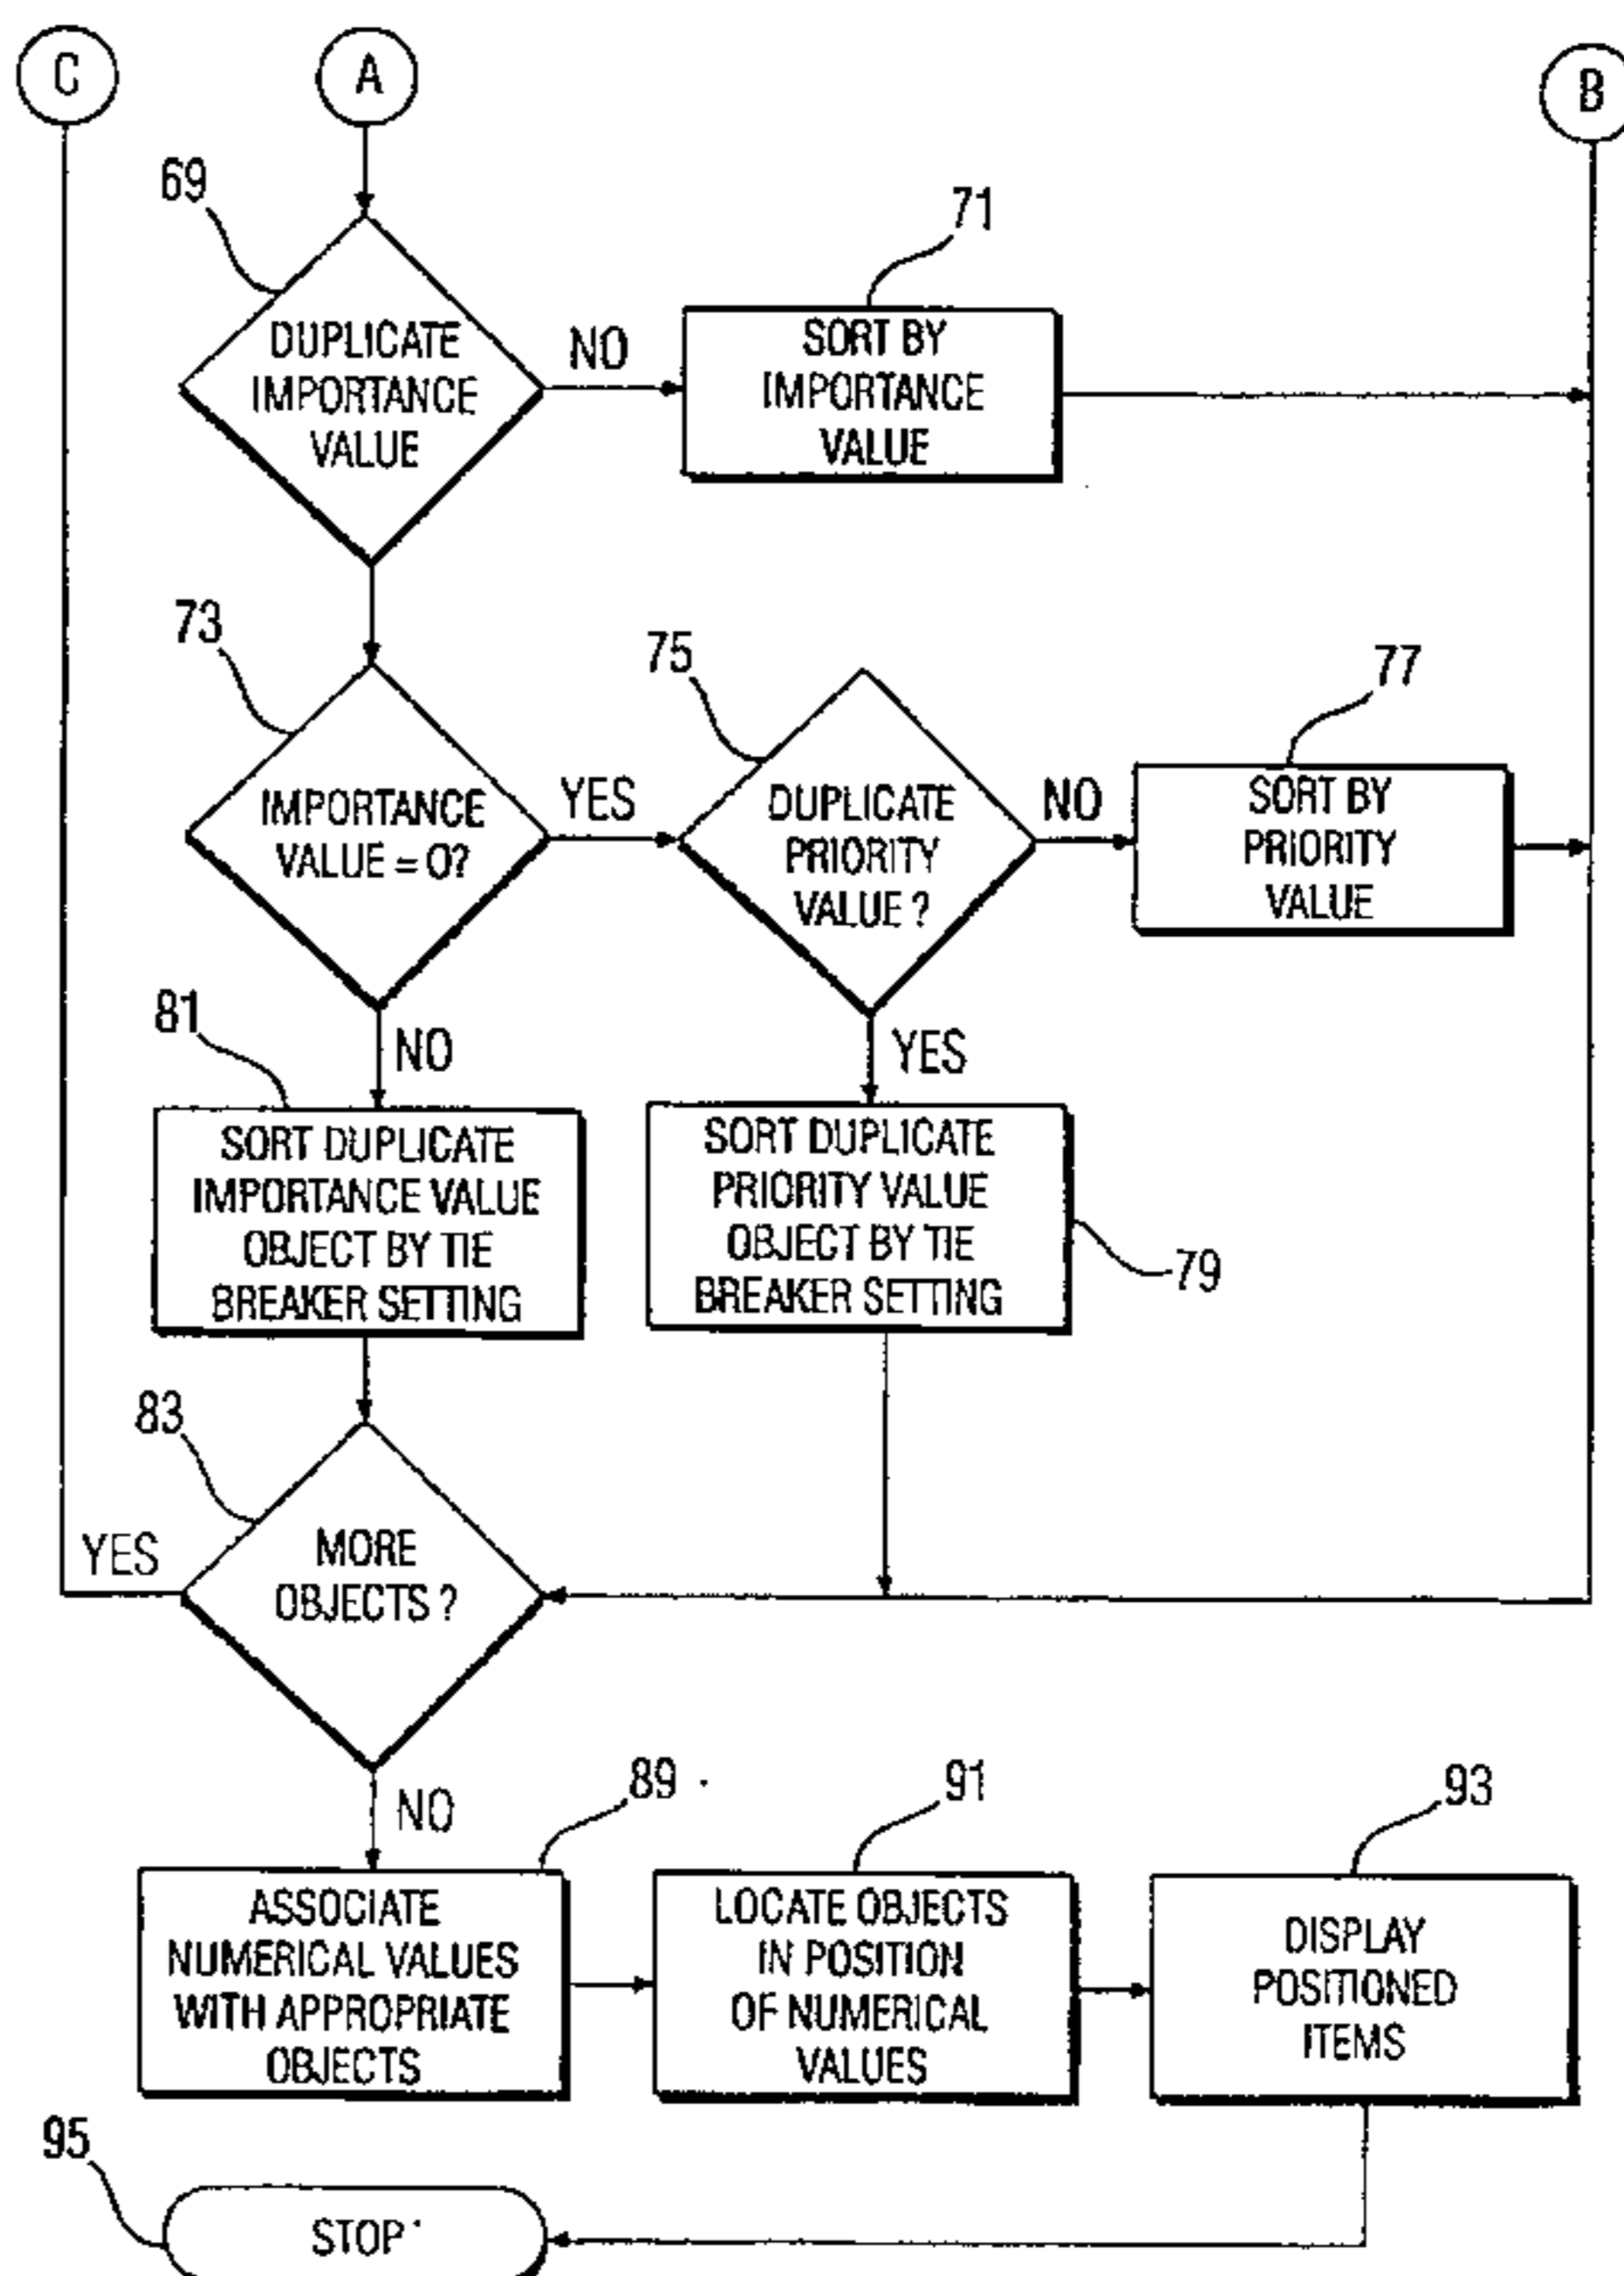 C
A
B
69
71
DUPLICATE
IMPORTANCE
VALUE
NO
SORT BY
IMPORTANCE
VALUE
73
75
77
IMPORTANCE
VALUE = 0?
YES
DUPLICATE
PRIORITY
VALUE ?
NO
SORT BY
PRIORITY
VALUE
81
NO
YES
SORT DUPLICATE
IMPORTANCE VALUE
OBJECT BY TIE
BREAKER SETTING
SORT DUPLICATE
PRIORITY VALUE
OBJECT BY TIE
BREAKER SETTING
79
83
YES
MORE
OBJECTS ?
NO
89
91
93
ASSOCIATE
NUMERICAL VALUES
WITH APPROPRIATE
OBJECTS
LOCATE OBJECTS
IN POSITION
OF NUMERICAL
VALUES
DISPLAY
POSITIONED
ITEMS
95
STOP